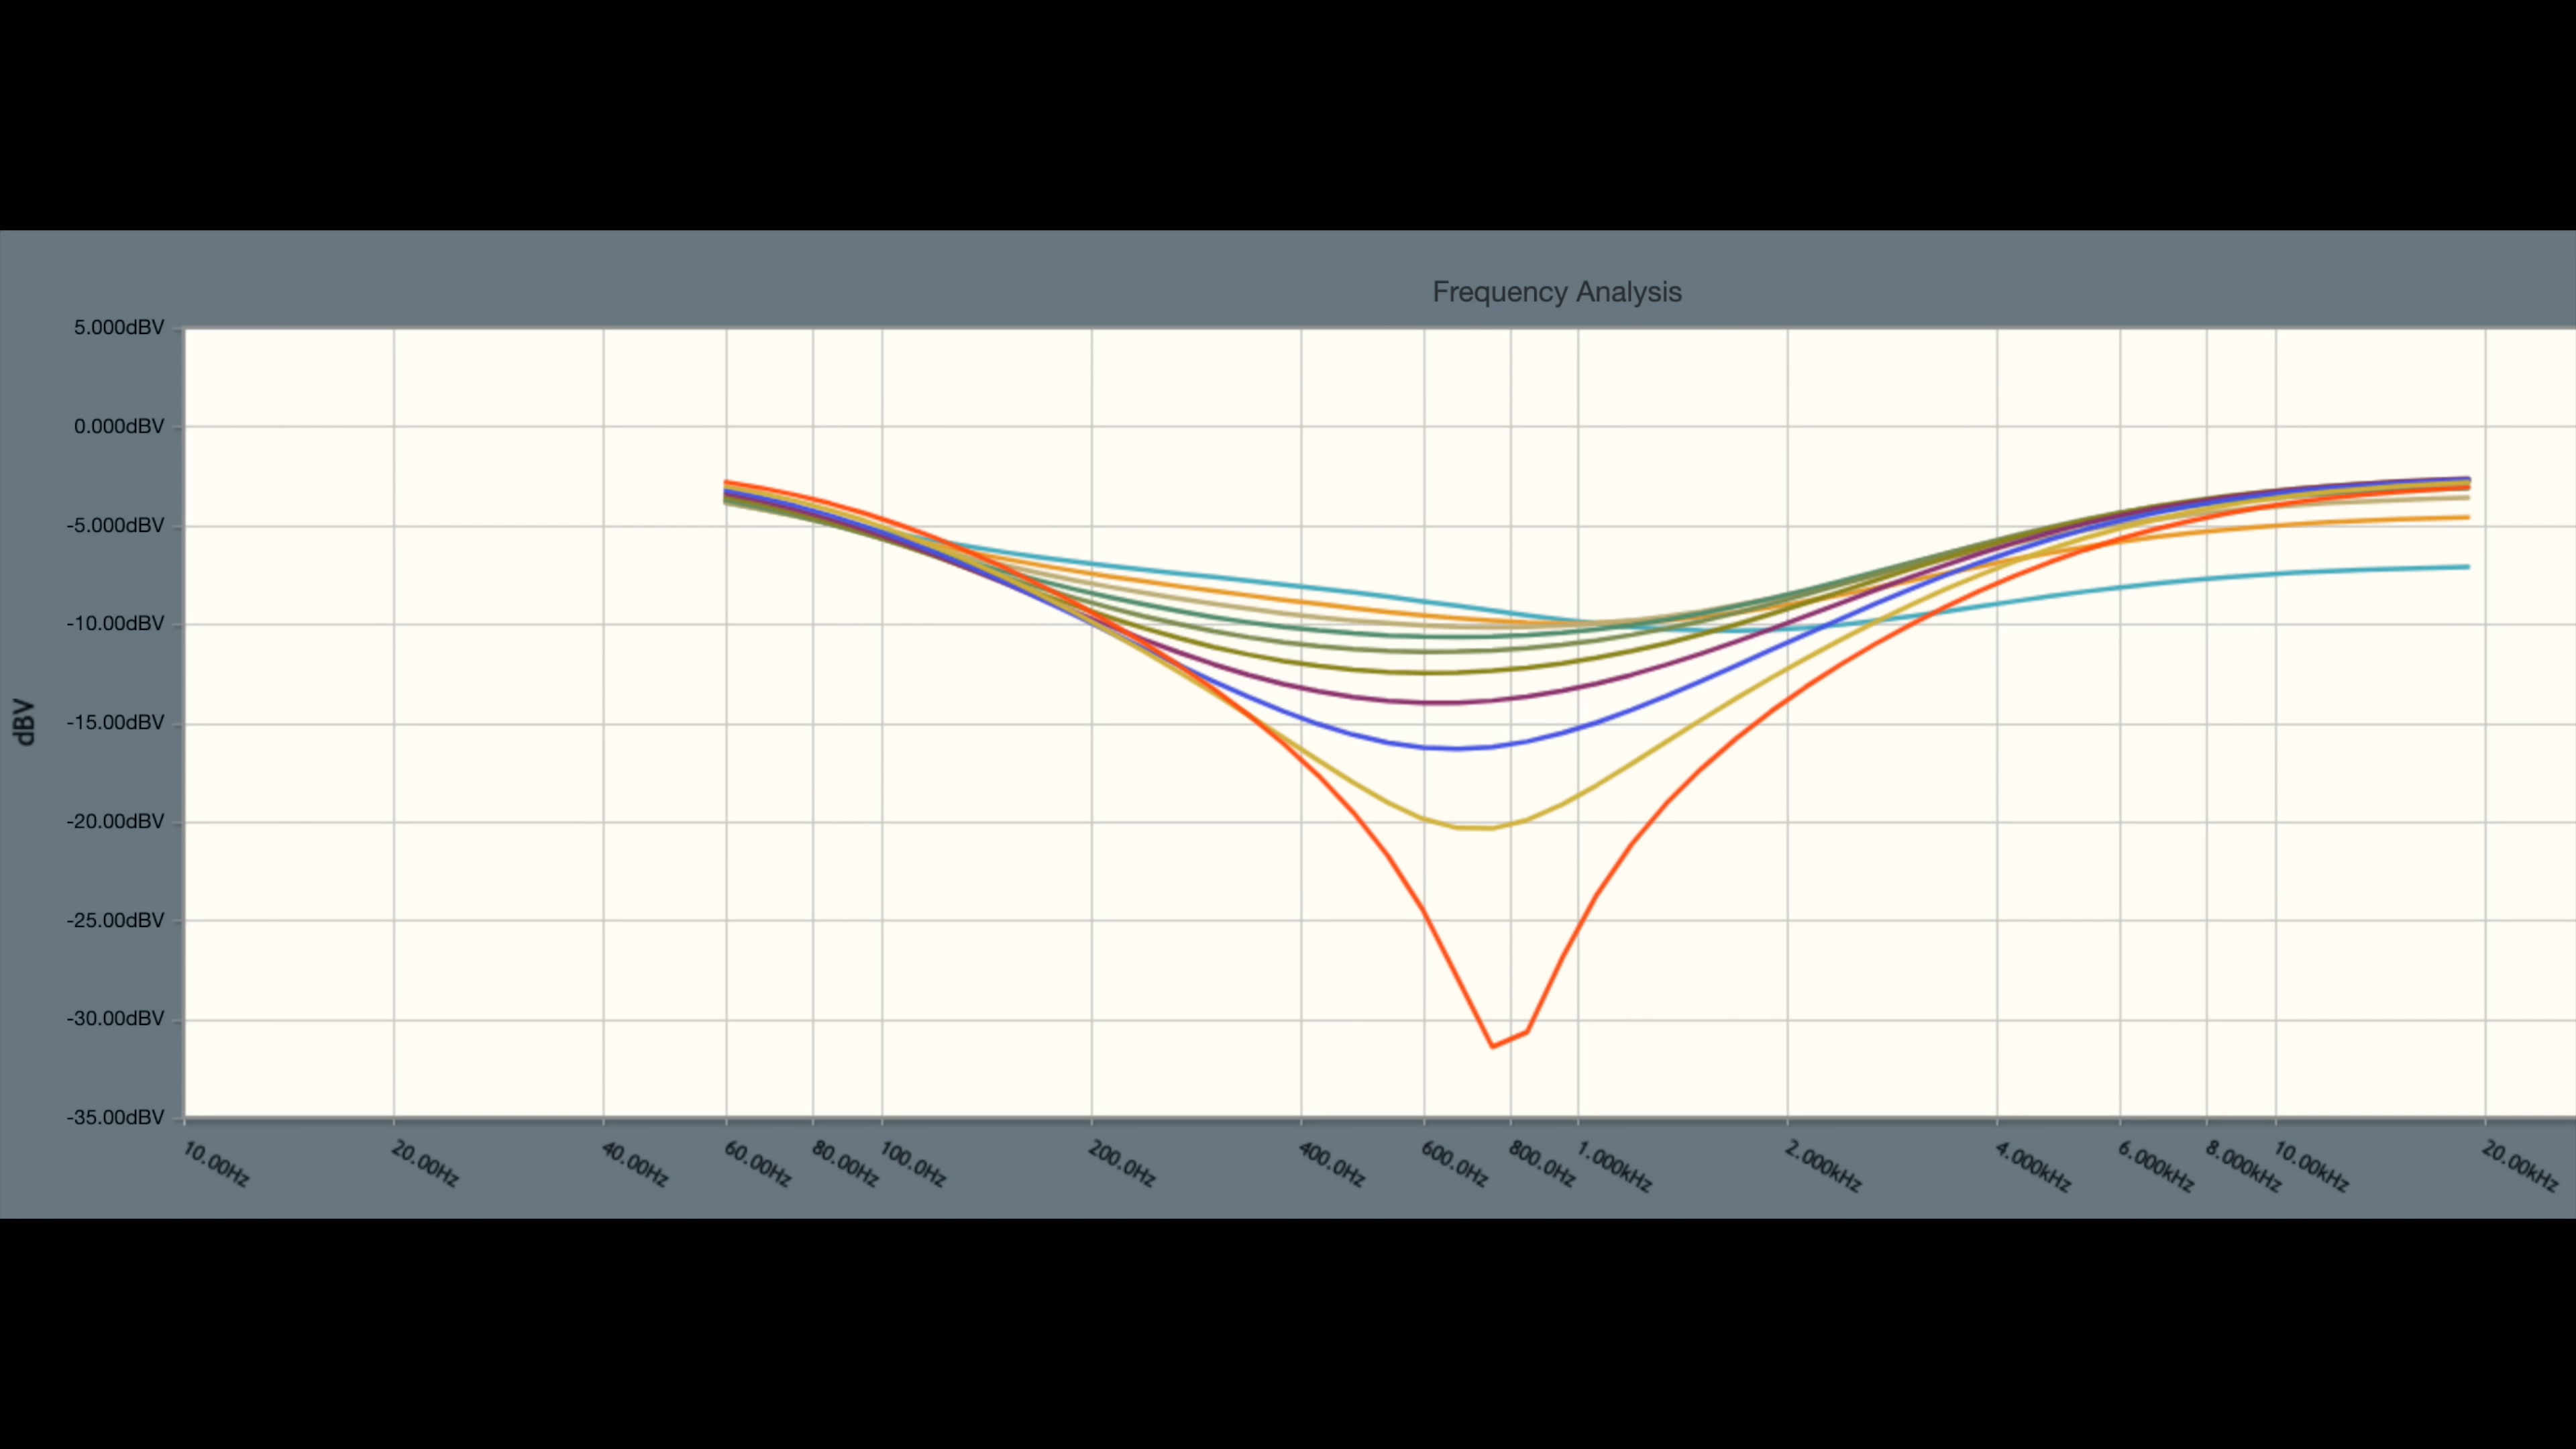 Frequency Analysis
5.000dBV
0.000dBV
-5.000dBV
-10.00dBV
-15.00dBV
-20.00dBV
-25.00dBV
-30.00dBV
-35.00dBV
dBV
10.00Hz
20.00Hz
40.00Hz
60.00Hz
80.00Hz
100.0Hz
200.0Hz
400.0Hz
600.0Hz
800.0Hz
1.000kHz
2.000kHz
4.000kHz
6.000kHz
8.000kHz
10.00kHz
20.00kHz